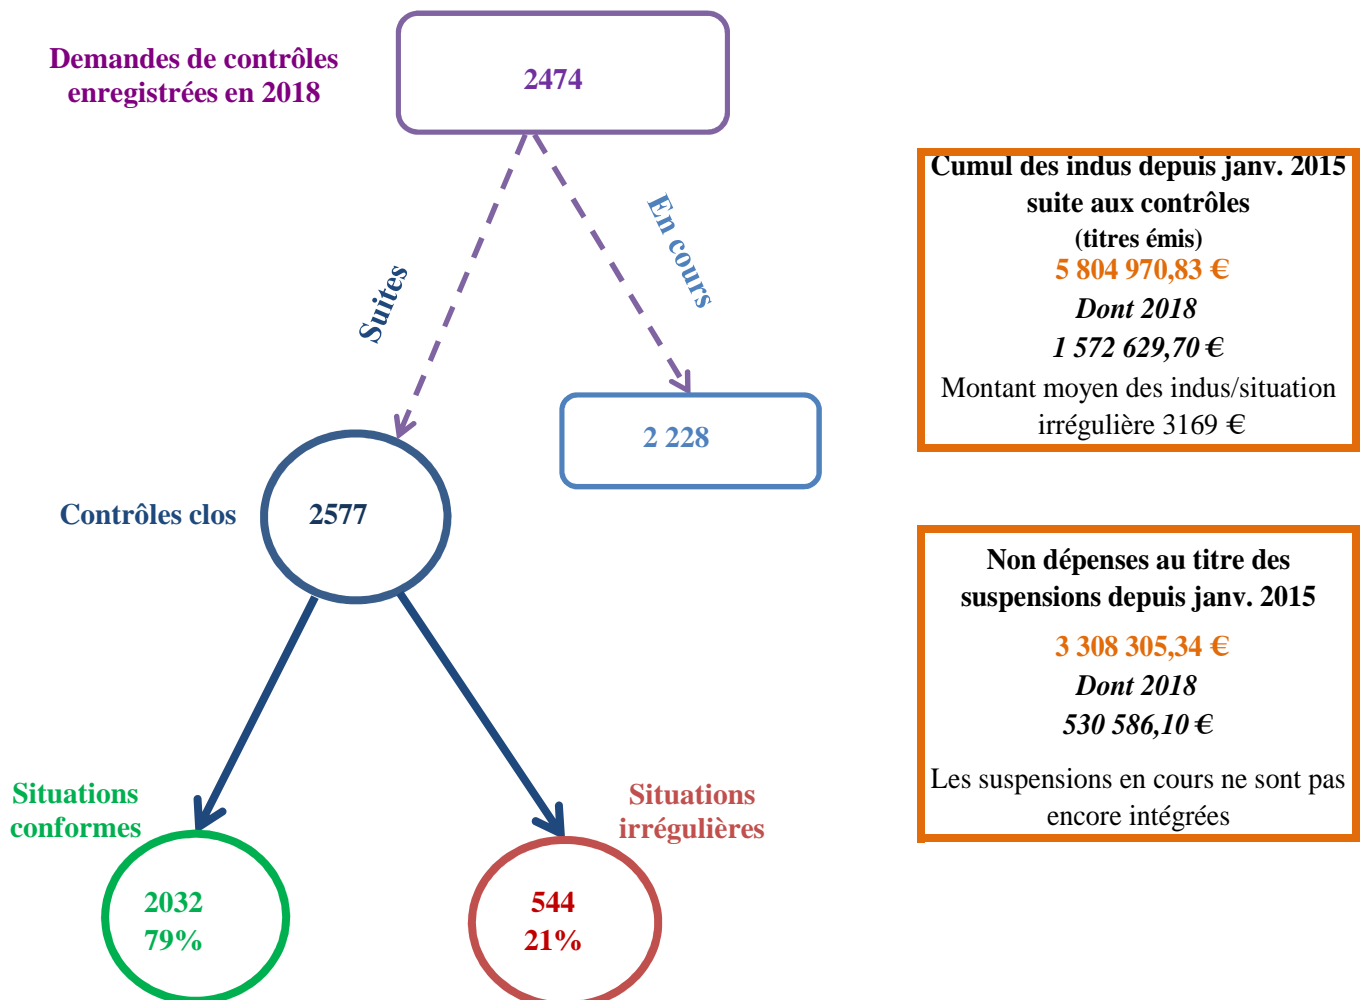 Demandes de contrôles
enregistrées en 2018
2474
Suites
En cours
2 228
Contrôles clos
2577
Situations
conformes
2032
79%
Situations
irrégulières
544
21%
Cumul des indus depuis janv. 2015
suite aux contrôles
(titres émis)
5 804 970,83 €
Dont 2018
1 572 629,70 €
Montant moyen des indus/situation
irrégulière 3169 €
Non dépenses au titre des
suspensions depuis janv. 2015
3 308 305,34 €
Dont 2018
530 586,10 €
Les suspensions en cours ne sont pas
encore intégrées